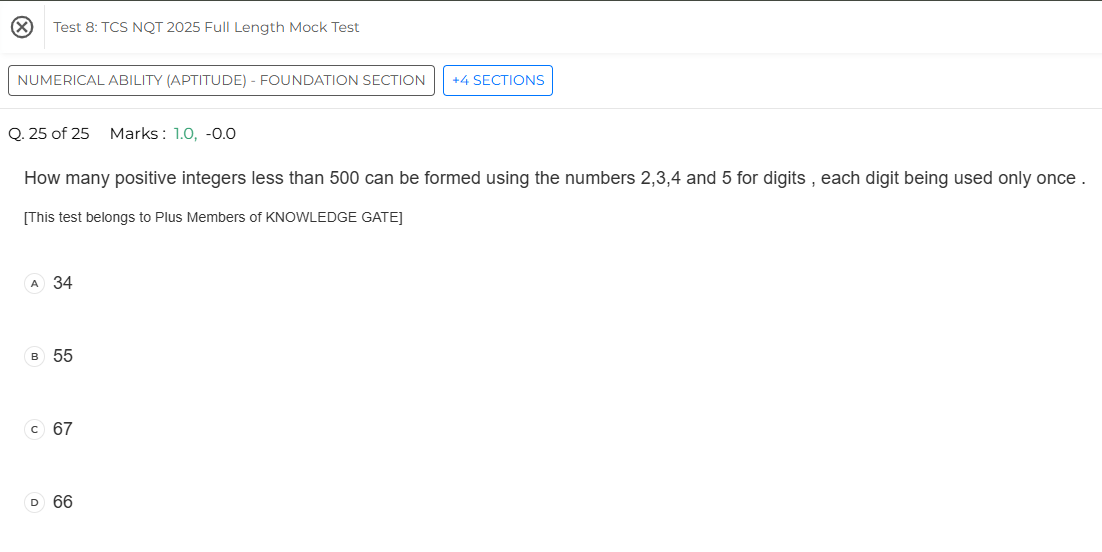 Test 8: TCS NQT 2025 Full Length Mock Test
NUMERICAL ABILITY (APTITUDE) - FOUNDATION SECTION +4 SECTIONS
Q. 25 of 25 Marks : 1.0, -0.0
How many positive integers less than 500 can be formed using the numbers 2,3,4 and 5 for digits , each digit being used only once .
[This test belongs to Plus Members of KNOWLEDGE GATE]
A 34
B 55
C 67
D 66